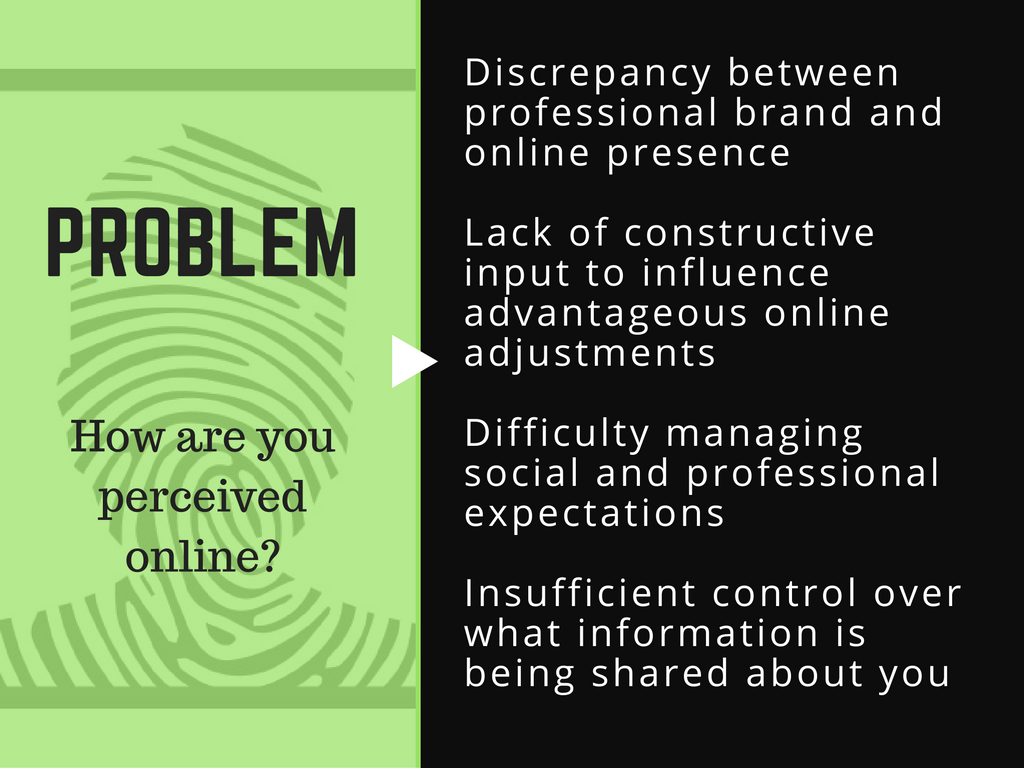 PROBLEM
How are you
perceived
online?
Discrepancy between
professional brand and
online presence
Lack of constructive
input to influence
advantageous online
adjustments
Difficulty managing
social and professional
expectations
Insufficient control over
what information is
being shared about you